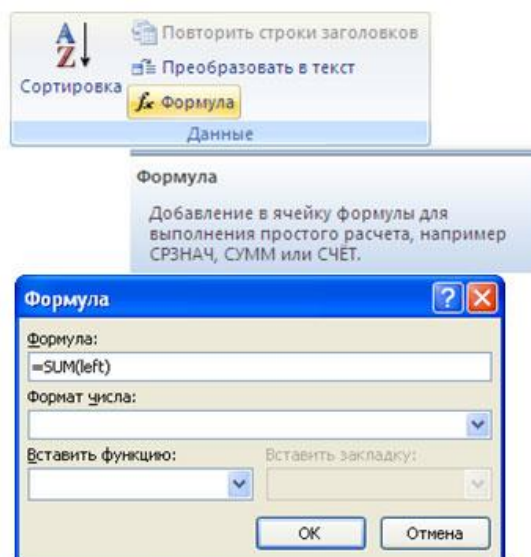 Сортировка
Повторить строки заголовков
Преобразовать в текст
fx Формула
Данные
Формула
Добавление в ячейку формулы для
выполнения простого расчета, например
СРЗНАЧ, СУММ или СЧЁТ.
Формула
Формула:
=SUM(left)
Формат числа:
Вставить функцию:
Вставить закладку:
ОК
Отмена